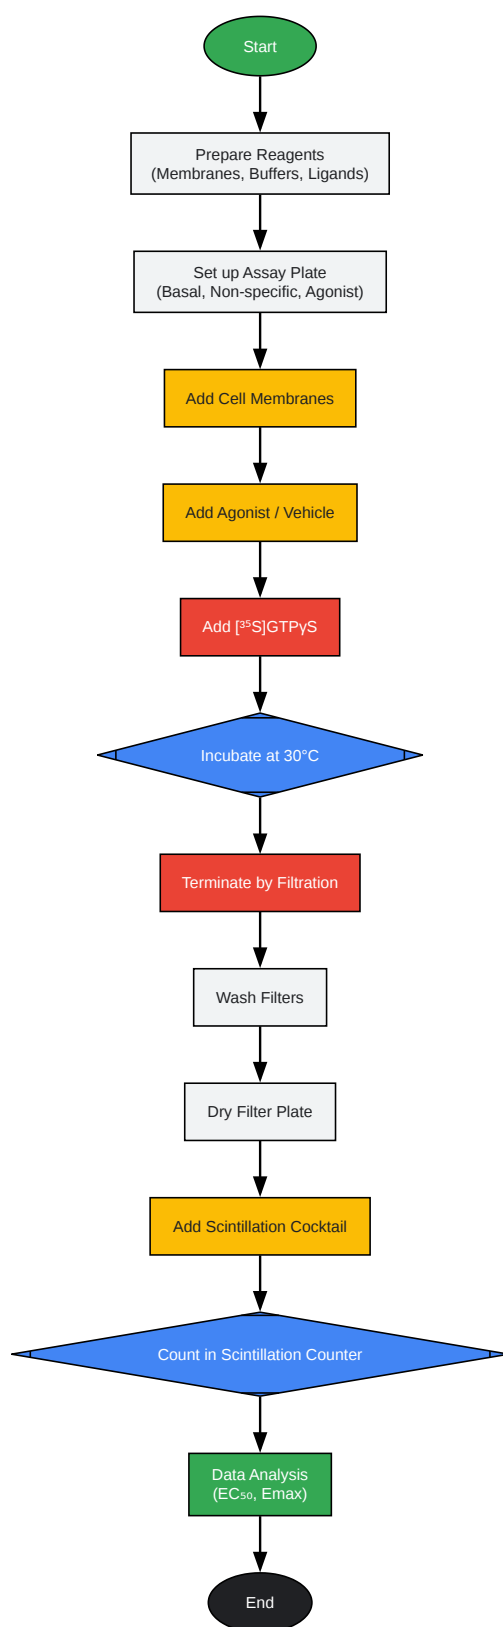 Start
Prepare Reagents
(Membranes, Buffers, Ligands)
Set up Assay Plate
(Basal, Non-specific, Agonist)
Add Cell Membranes
Add Agonist / Vehicle
Add [³⁵S]GTPγS
Incubate at 30°C
Terminate by Filtration
Wash Filters
Dry Filter Plate
Add Scintillation Cocktail
Count in Scintillation Counter
Data Analysis
(EC₅₀, Emax)
End